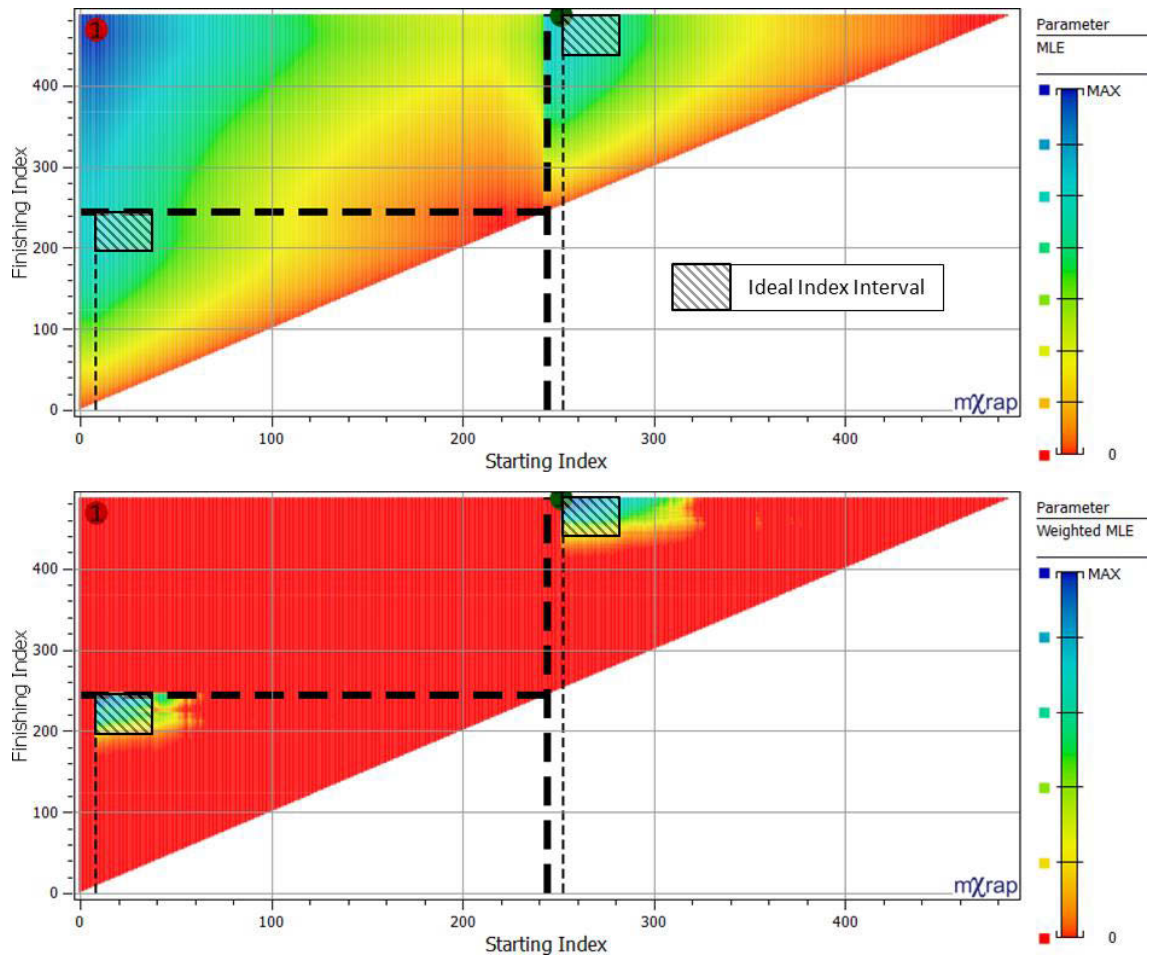 1
Parameter
MLE
MAX
0
Finishing Index
400
300
200
100
0
Ideal Index Interval
mχrap
0
100
200
300
400
Starting Index
1
Parameter
Weighted MLE
MAX
0
Finishing Index
400
300
200
100
0
mχrap
0
100
200
300
400
Starting Index